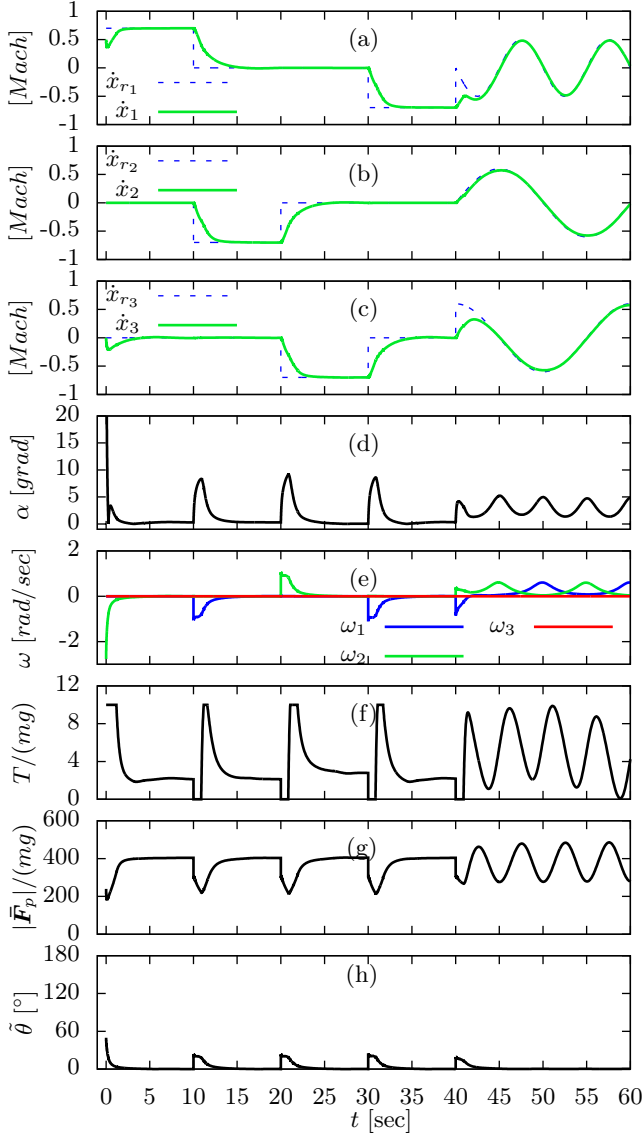 1
0.5
0
-0.5
-1
[Mach]
(a)
ẋ_{r_1}
ẋ_1
1
0.5
0
-0.5
-1
[Mach]
(b)
ẋ_{r_2}
ẋ_2
1
0.5
0
-0.5
-1
[Mach]
(c)
ẋ_{r_3}
ẋ_3
20
15
10
5
0
α [grad]
(d)
2
0
-2
ω [rad/sec]
(e)
ω_1
ω_3
ω_2
12
8
4
0
T/(mg)
(f)
600
400
200
0
|F̄̄_p|/(mg)
(g)
180
120
60
0
θ̃ [°]
(h)
0 5 10 15 20 25 30 35 40 45 50 55 60
t [sec]